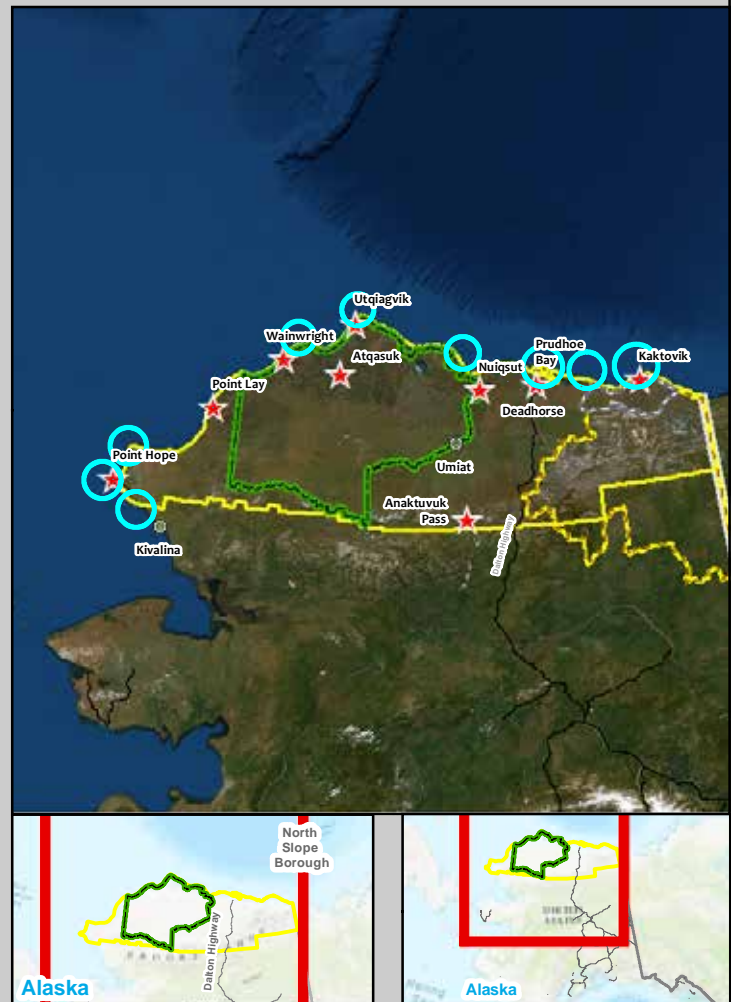 Utqiagvik
Wainwright
Atqasuk
Prudhoe
Bay
Kaktovik
Nuiqsut
Point Lay
Deadhorse
Point Hope
Umiat
Anaktuvuk
Pass
Kivalina
Dalton Highway
North
Slope
Borough
Dalton Highway
Alaska
Alaska